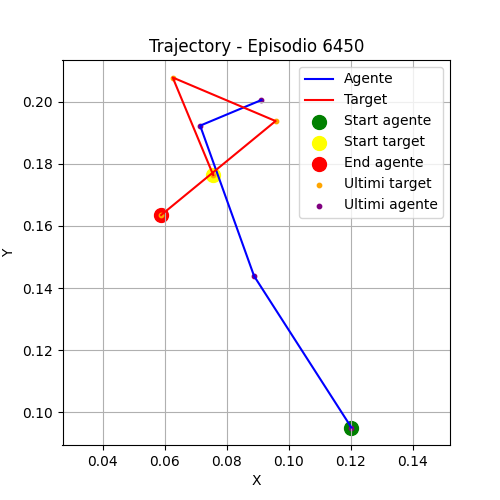 Trajectory - Episodio 6450
Agente
Target
Start agente
Start target
End agente
Ultimi target
Ultimi agente
Y
0.20
0.18
0.16
0.14
0.12
0.10
0.04
0.06
0.08
0.10
0.12
0.14
X